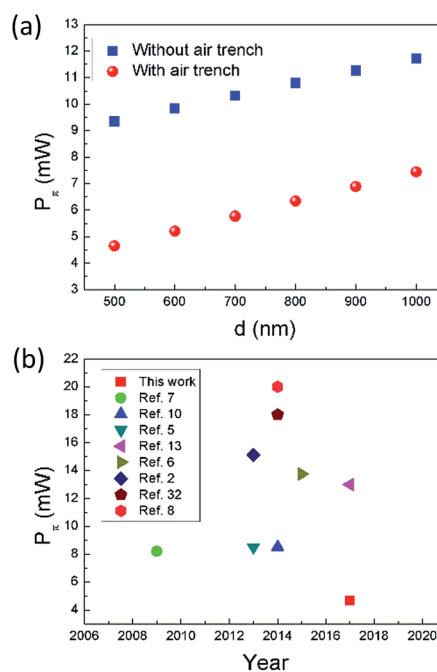 (a)
13
12
11
10
9
8
7
6
5
4
3
Pπ (mW)
Without air trench
With air trench
500 600 700 800 900 1000
d (nm)
(b)
22
20
18
16
14
12
10
8
6
4
Pπ (mW)
This work
Ref. 7
Ref. 10
Ref. 5
Ref. 13
Ref. 6
Ref. 2
Ref. 32
Ref. 8
2006 2008 2010 2012 2014 2016 2018 2020
Year